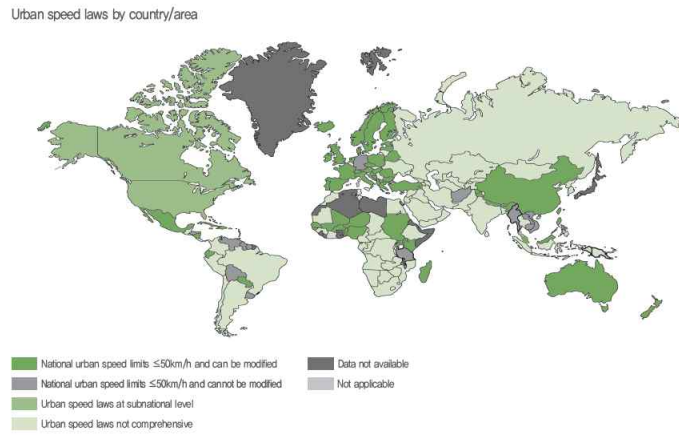 Urban speed laws by country/area
National urban speed limits ≤50km/h and can be modified
National urban speed limits ≤50km/h and cannot be modified
Urban speed laws at subnational level
Urban speed laws not comprehensive
Data not available
Not applicable